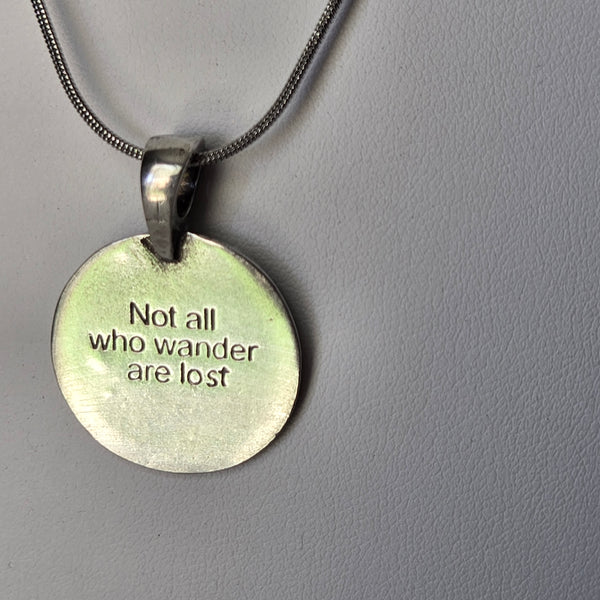 Not all
who wander
are lost